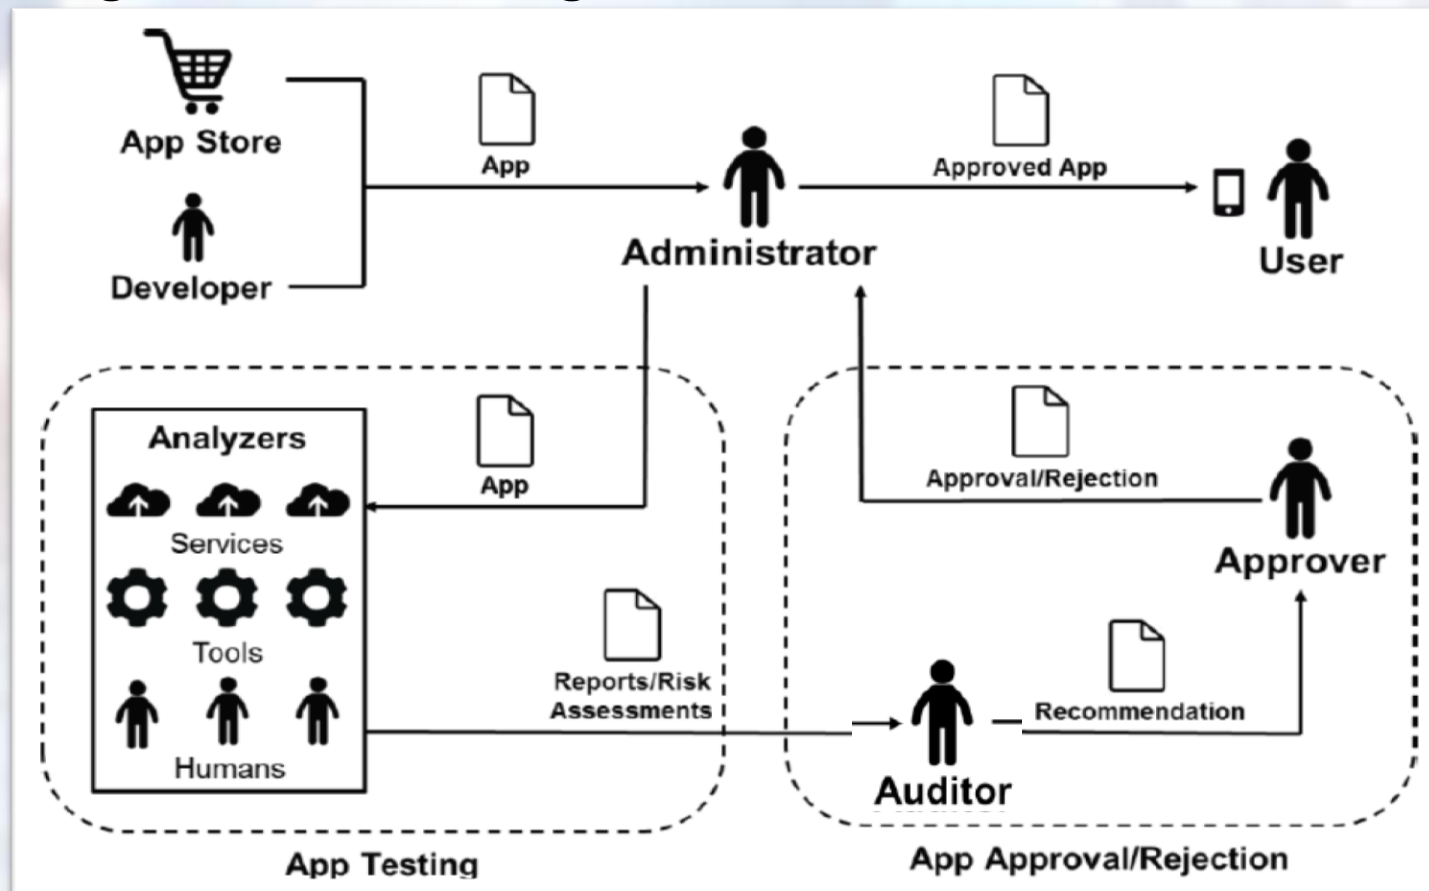 App Store
App
Approved App
Administrator
User
Developer
Analyzers
App
Services
Tools
Humans
Reports/Risk
Assessments
Approval/Rejection
Approver
Recommendation
Auditor
App Testing
App Approval/Rejection